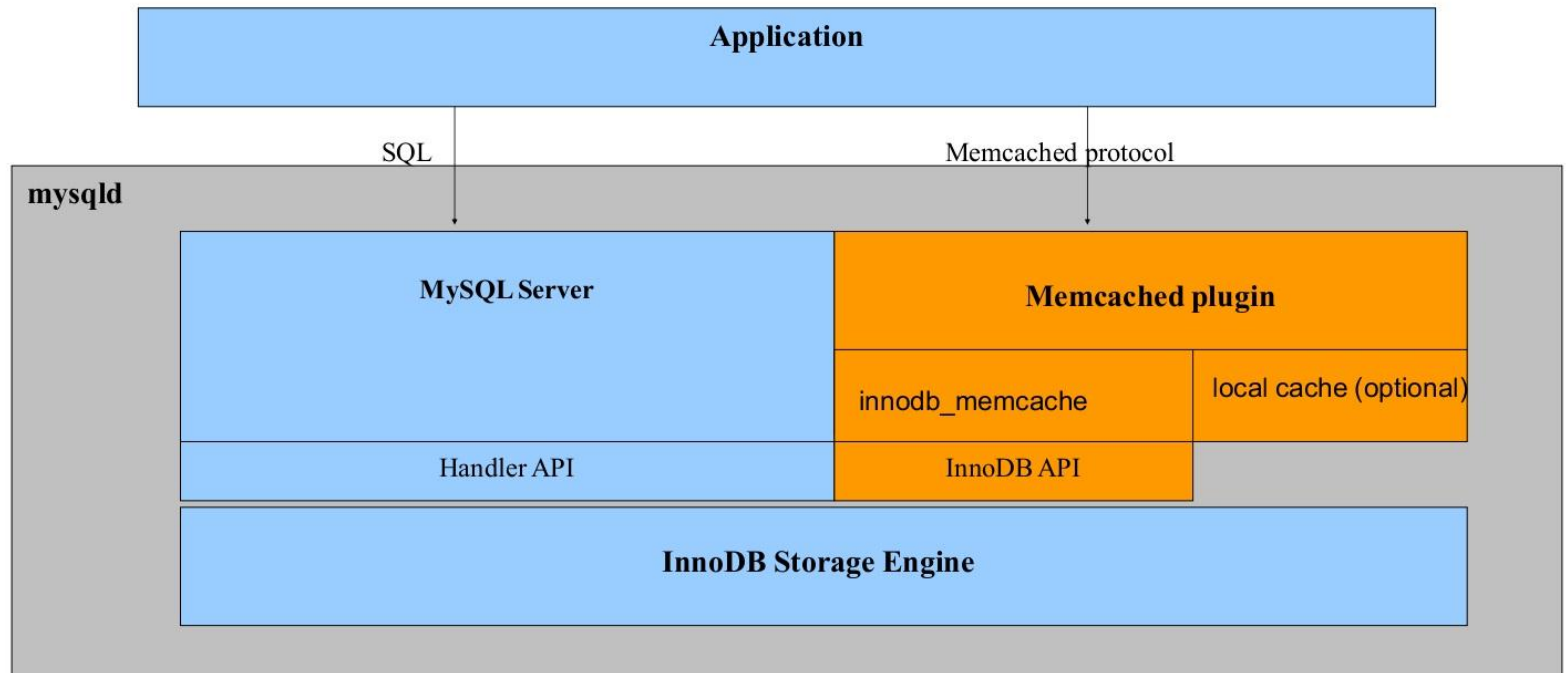 Application
SQL
Memcached protocol
mysqld
MySQL Server
Memcached plugin
innodb_memcache
local cache (optional)
Handler API
InnoDB API
InnoDB Storage Engine